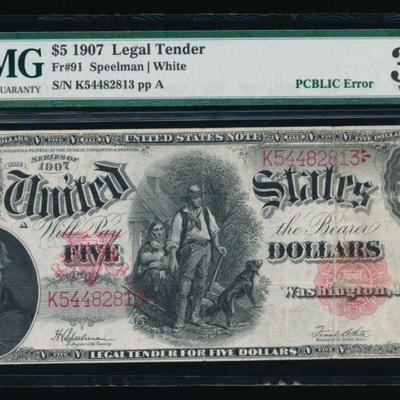 $5 1907 Legal Tender
MG Fr#91 Speelman | White
GUARANTY S/N K54482813 pp A PCBLIC Error
UNITED STATES NOTE
SERIES OF 1907 K54482813
United States
Will Pay the Bearer
FIVE DOLLARS
Washington
K54482813
LEGAL TENDER FOR FIVE DOLLARS